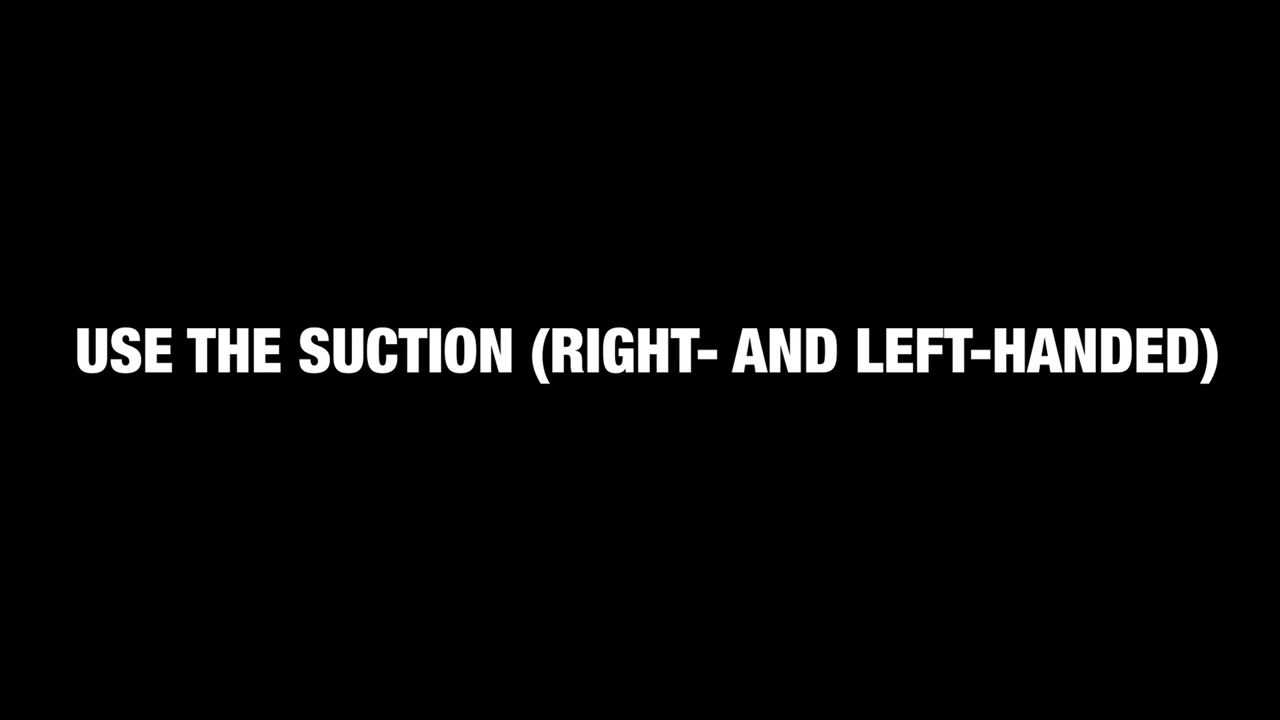 USE THE SUCTION (RIGHT- AND LEFT-HANDED)